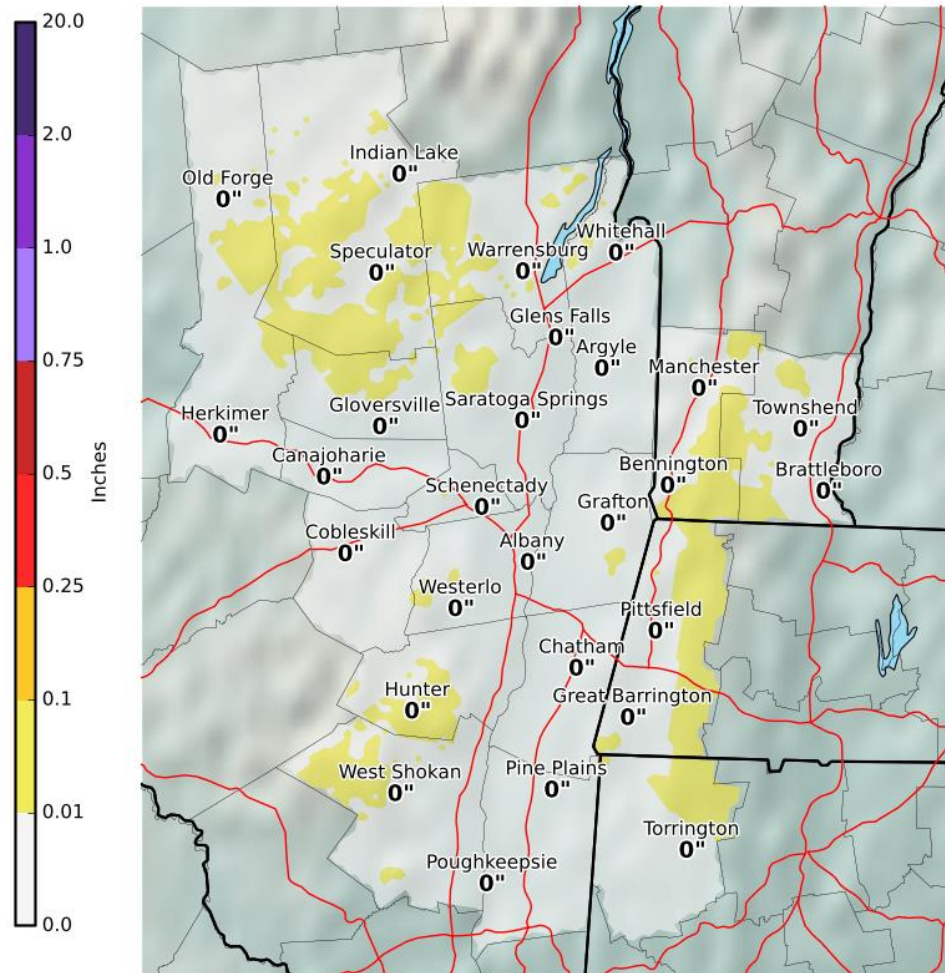 20.0
2.0
1.0
0.75
0.5
0.25
0.1
0.01
0.0
Inches
Indian Lake
0"
Old Forge
0"
Whitehall
0"
Speculator
0"
Warrensburg
0"
Glens Falls
0"
Argyle
0"
Manchester
0"
Herkimer
0"
Gloversville
0"
Saratoga Springs
0"
Townshend
0"
Canajoharie
0"
Bennington
0"
Brattleboro
0"
Schenectady
0"
Grafton
0"
Cobleskill
0"
Albany
0"
Westerlo
0"
Pittsfield
0"
Chatham
0"
Hunter
0"
Great Barrington
0"
West Shokan
0"
Pine Plains
0"
Torrington
0"
Poughkeepsie
0"